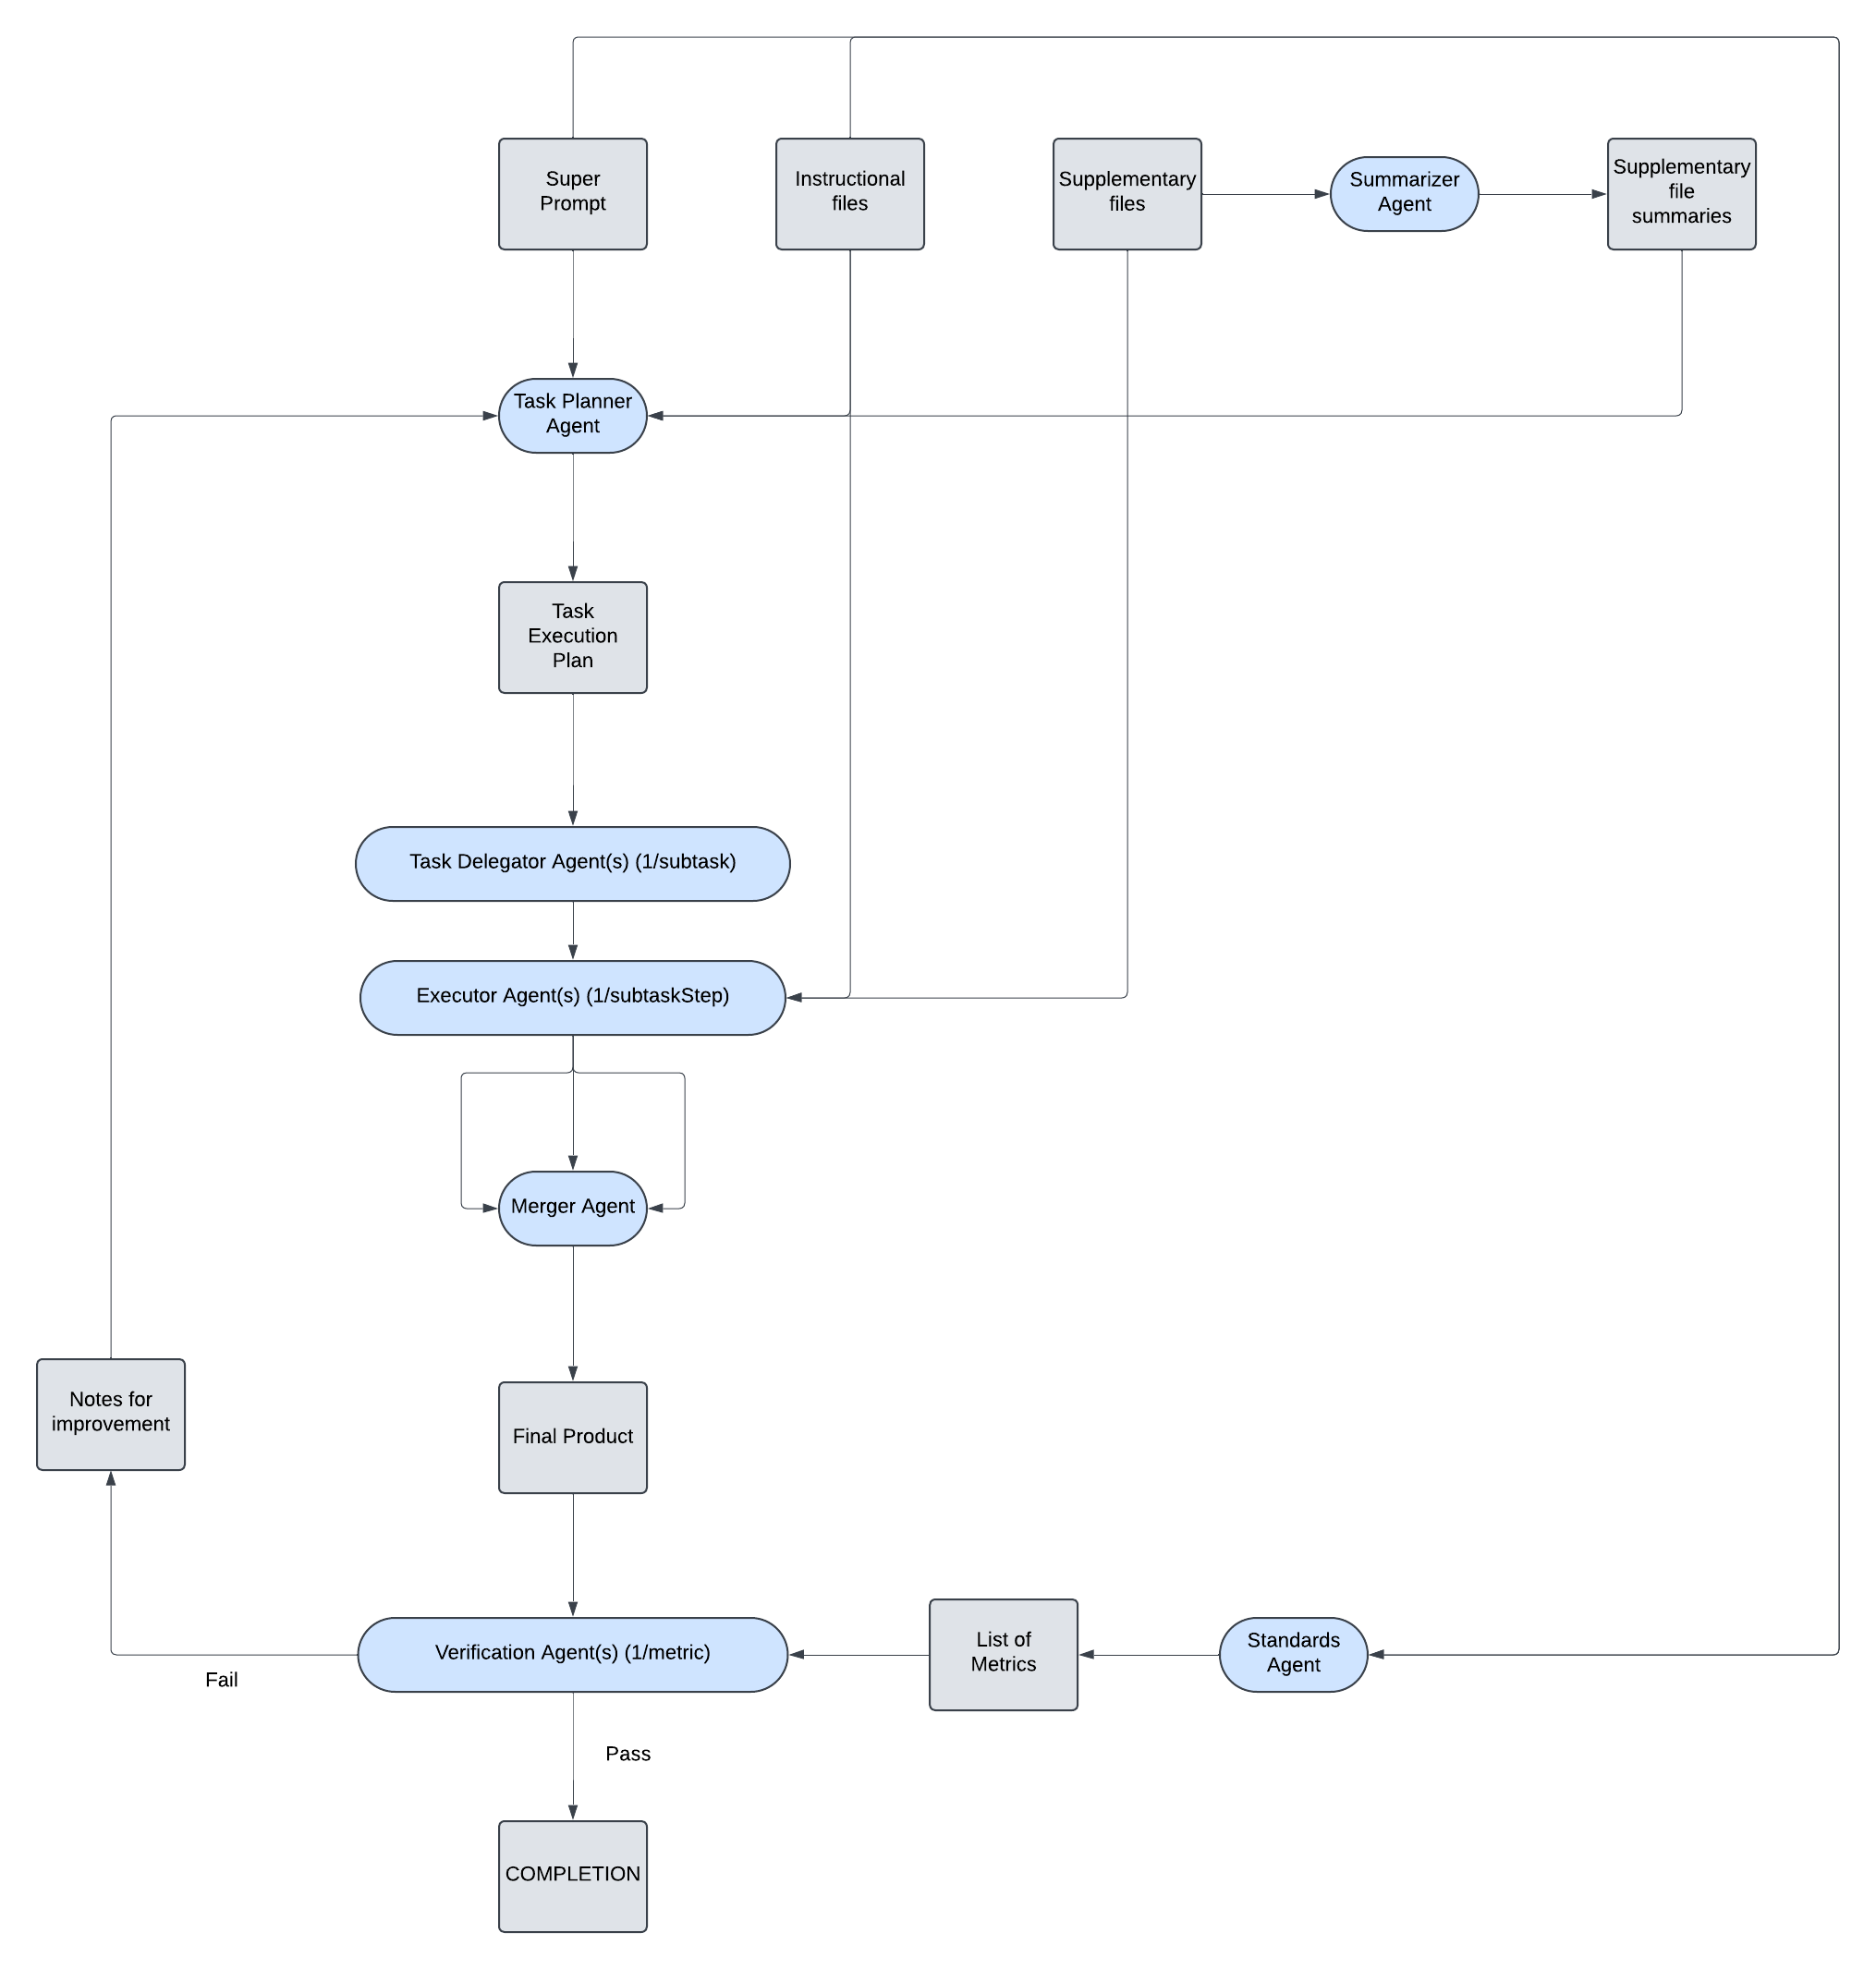 Super
Prompt
Instructional
files
Supplementary
files
Summarizer
Agent
Supplementary
file
summaries
Task Planner
Agent
Task
Execution
Plan
Task Delegator Agent(s) (1/subtask)
Executor Agent(s) (1/subtaskStep)
Merger Agent
Notes for
improvement
Final Product
Verification Agent(s) (1/metric)
List of
Metrics
Standards
Agent
Fail
Pass
COMPLETION